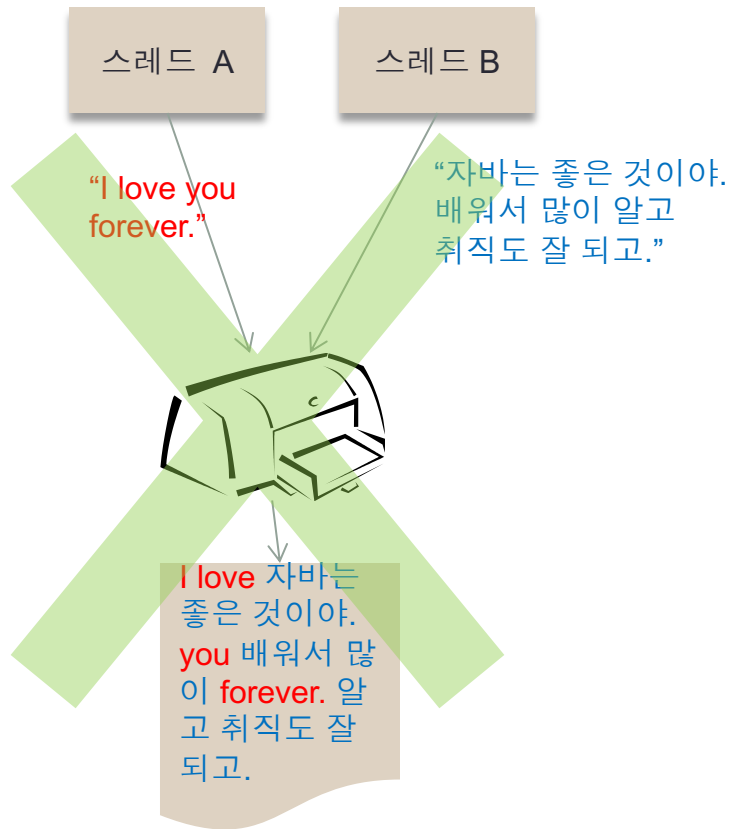 스레드 A
스레드 B
“I love you
forever.”
“자바는 좋은 것이야.
배워서 많이 알고
취직도 잘 되고.”
I love 자바는
좋은 것이야.
you 배워서 많
이 forever. 알
고 취직도 잘
되고.